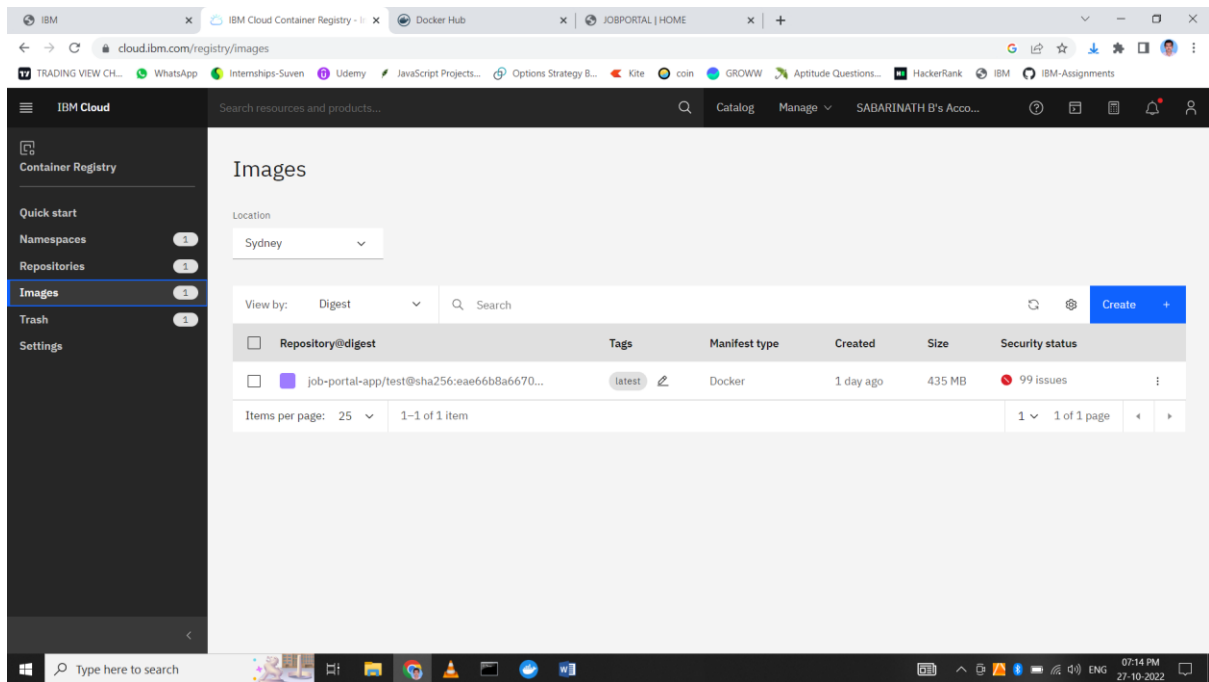 IBM
IBM Cloud Container Registry - I
Docker Hub
JOBPORTAL | HOME
cloud.ibm.com/registry/images
TRADING VIEW CH... WhatsApp Internships-Suven Udemy JavaScript Projects... Options Strategy B... Kite coin GROWW Aptitude Questions... HackerRank IBM IBM-Assignments
IBM Cloud Search resources and products... Catalog Manage SABARINATH B's Acco...
Container Registry
Quick start
Namespaces 1
Repositories 1
Images 1
Trash 1
Settings
Images
Location
Sydney
View by: Digest Search Create +
Repository@digest Tags Manifest type Created Size Security status
job-portal-app/test@sha256:eae66b8a6670... latest Docker 1 day ago 435 MB 99 issues
Items per page: 25 1–1 of 1 item 1 1 of 1 page
Type here to search ENG 07:14 PM
27-10-2022